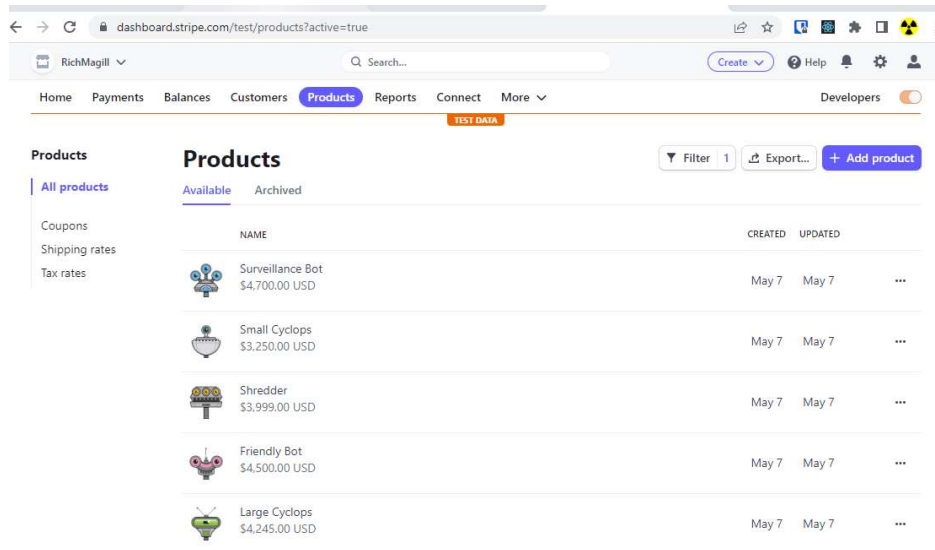 dashboard.stripe.com/test/products?active=true
RichMagill Search... Create Help
Home Payments Balances Customers Products Reports Connect More Developers
TEST DATA
Products
All products
Coupons
Shipping rates
Tax rates
Products
Filter 1 Export... + Add product
Available Archived
NAME CREATED UPDATED
Surveillance Bot
$4,700.00 USD
May 7 May 7
Small Cyclops
$3,250.00 USD
May 7 May 7
Shredder
$3,999.00 USD
May 7 May 7
Friendly Bot
$4,500.00 USD
May 7 May 7
Large Cyclops
$4,245.00 USD
May 7 May 7